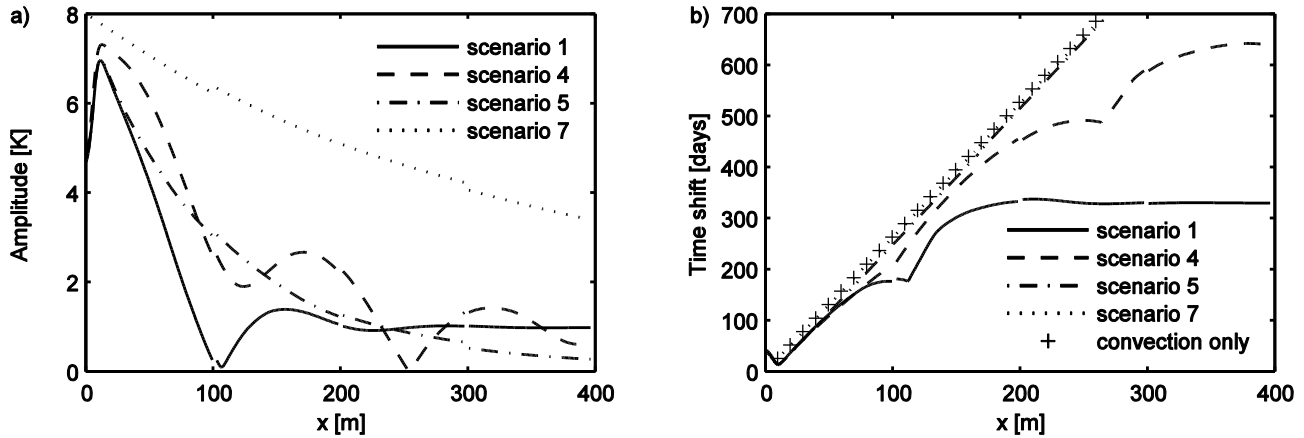 a)
8
6
4
2
0
Amplitude [K]
scenario 1
scenario 4
scenario 5
scenario 7
0 100 200 300 400
x [m]
b)
700
600
500
400
300
200
100
0
Time shift [days]
scenario 1
scenario 4
scenario 5
scenario 7
convection only
0 100 200 300 400
x [m]